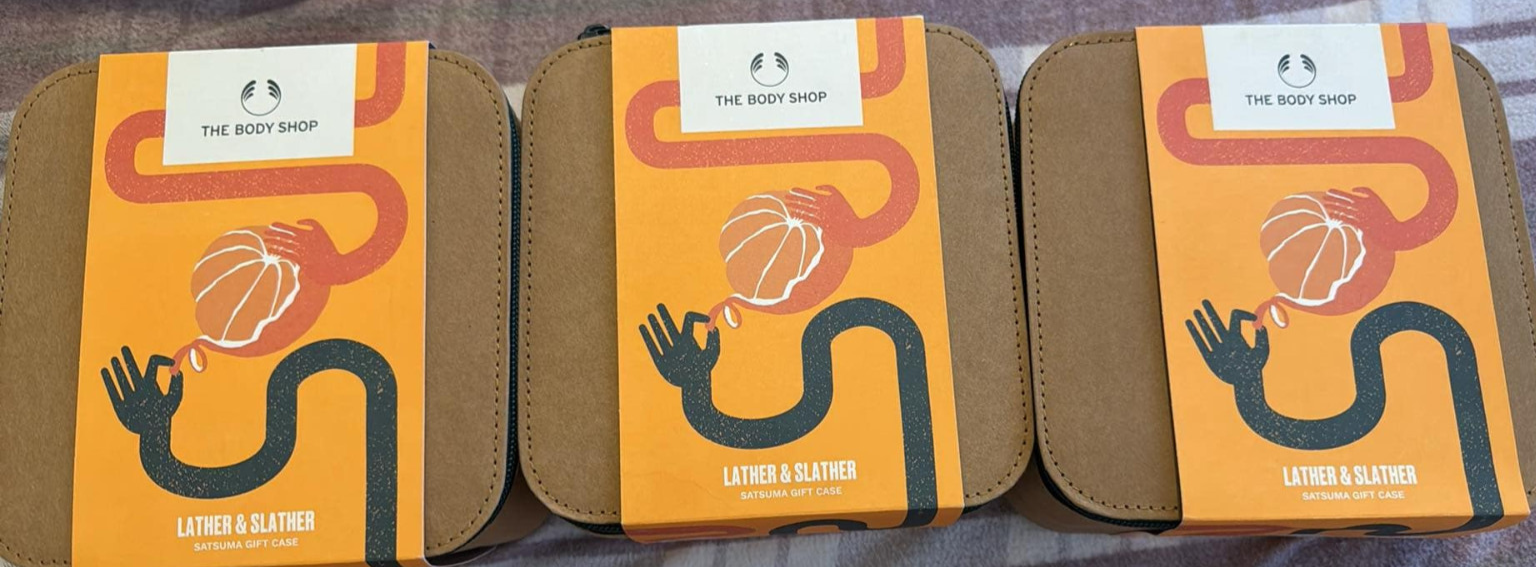 THE BODY SHOP
LATHER & SLATHER
SATSUMA GIFT CASE
THE BODY SHOP
LATHER & SLATHER
SATSUMA GIFT CASE
THE BODY SHOP
LATHER & SLATHER
SATSUMA GIFT CASE